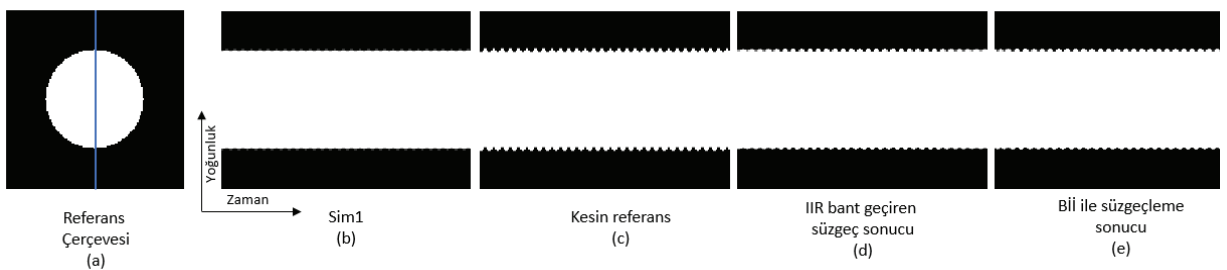 Referans
Çerçevesi
(a)
Yoğunluk
Zaman
Sim1
(b)
Kesin referans
(c)
IIR bant geçiren
süzgeç sonucu
(d)
BİI ile süzgeçleme
sonucu
(e)